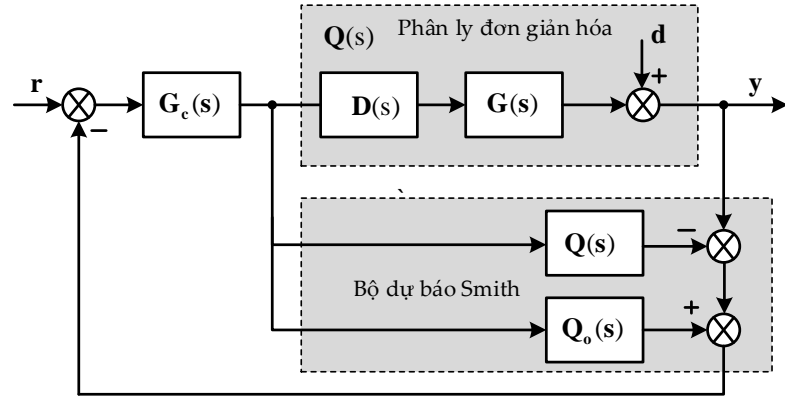 Q(s)
Phân ly đơn giản hóa
d
r
G_c(s)
D(s)
G(s)
+
y
−
Q(s)
−
Bộ dự báo Smith
Q_o(s)
+